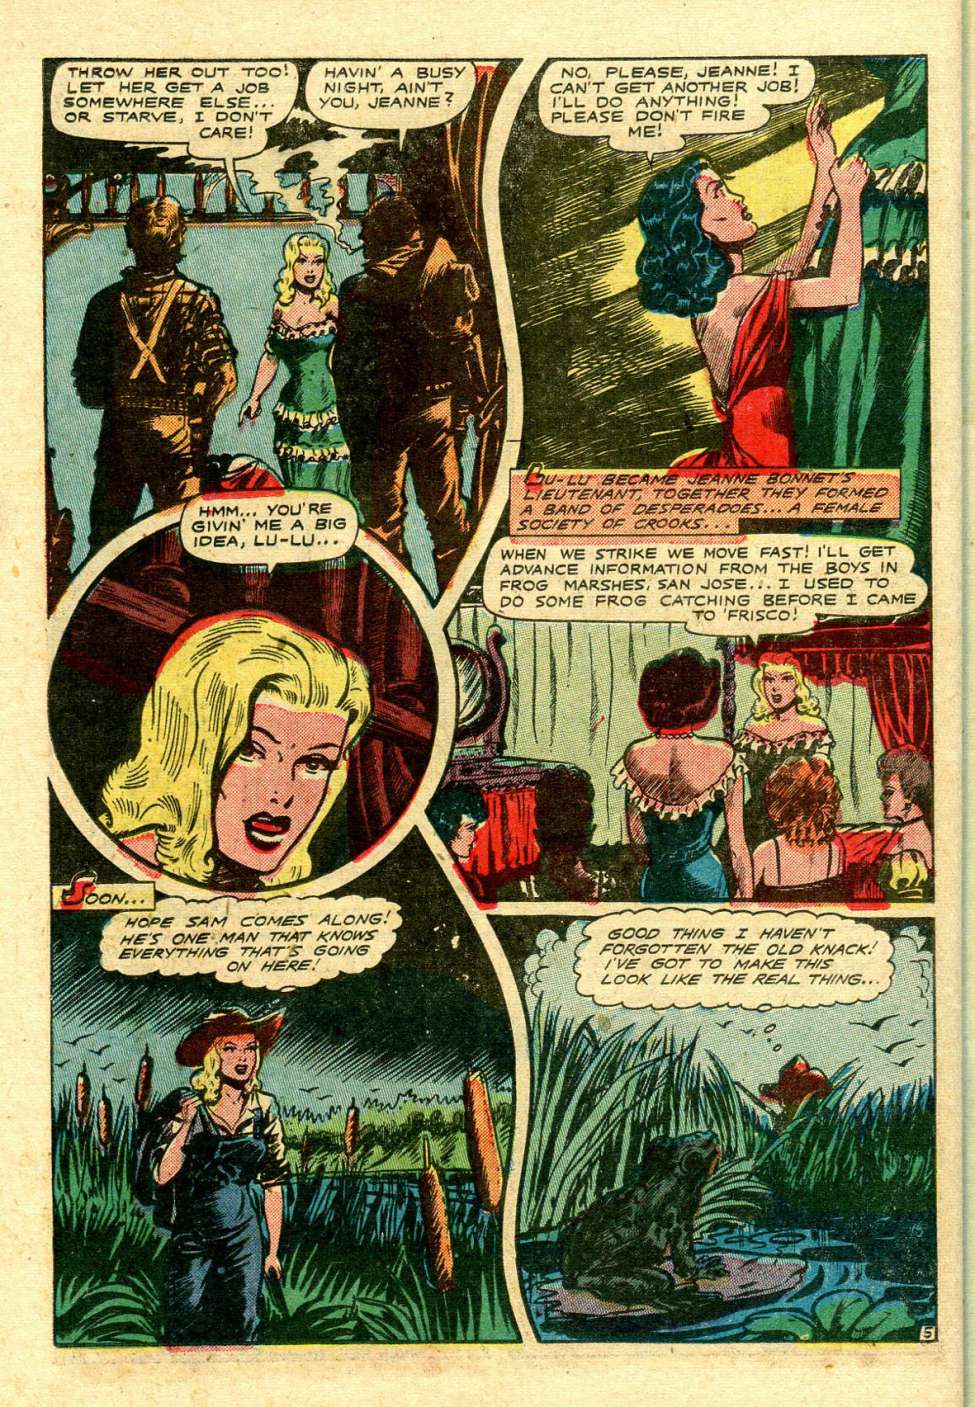 THROW HER OUT TOO!
LET HER GET A JOB
SOMEWHERE ELSE...
OR STARVE, I DON'T
CARE!
HAVIN' A BUSY
NIGHT, AIN'T
YOU, JEANNE?
NO, PLEASE, JEANNE! I
CAN'T GET ANOTHER JOB!
I'LL DO ANYTHING!
PLEASE DON'T FIRE
ME!
HMM... YOU'RE
GIVIN' ME A BIG
IDEA, LU-LU...
LU-LU BECAME JEANNE BONNET'S
LIEUTENANT, TOGETHER THEY FORMED
A BAND OF DESPERADOES... A FEMALE
SOCIETY OF CROOKS...
WHEN WE STRIKE WE MOVE FAST! I'LL GET
ADVANCE INFORMATION FROM THE BOYS IN
FROG MARSHES, SAN JOSE... I USED TO
DO SOME FROG CATCHING BEFORE I CAME
TO 'FRISCO!
SOON...
HOPE SAM COMES ALONG!
HE'S ONE MAN THAT KNOWS
EVERYTHING THAT'S GOING
ON HERE!
GOOD THING I HAVEN'T
FORGOTTEN THE OLD KNACK!
I'VE GOT TO MAKE THIS
LOOK LIKE THE REAL THING...
5